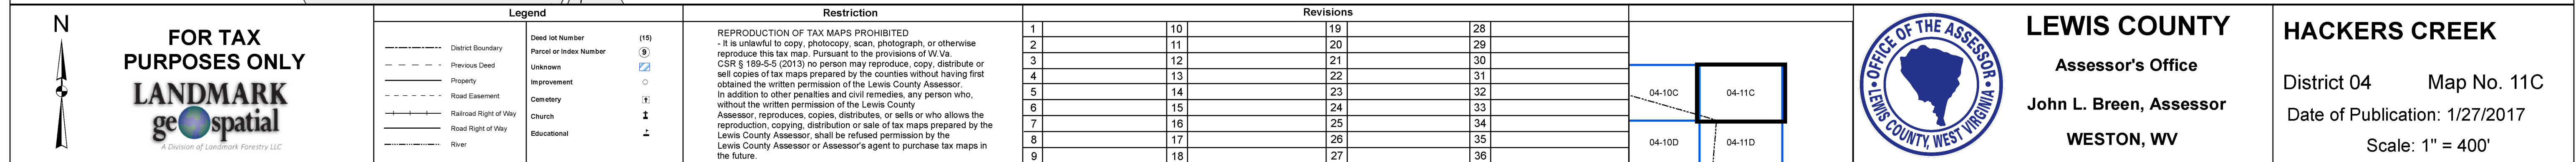 N
FOR TAX
PURPOSES ONLY
LANDMARK
geospatial
A Division of Landmark Forestry LLC
Legend
District Boundary
Previous Deed
Property
Road Easement
Railroad Right of Way
Road Right of Way
River
Deed lot Number (15)
Parcel or Index Number 9
Unknown
Improvement
Cemetery
Church
Educational
Restriction
REPRODUCTION OF TAX MAPS PROHIBITED
- It is unlawful to copy, photocopy, scan, photograph, or otherwise
reproduce this tax map. Pursuant to the provisions of W.Va.
CSR § 189-5-5 (2013) no person may reproduce, copy, distribute or
sell copies of tax maps prepared by the counties without having first
obtained the written permission of the Lewis County Assessor.
In addition to other penalties and civil remedies, any person who,
without the written permission of the Lewis County
Assessor, reproduces, copies, distributes, or sells or who allows the
reproduction, copying, distribution or sale of tax maps prepared by the
Lewis County Assessor, shall be refused permission by the
Lewis County Assessor or Assessor's agent to purchase tax maps in
the future.
Revisions
1 10 19 28
2 11 20 29
3 12 21 30
4 13 22 31
5 14 23 32
6 15 24 33
7 16 25 34
8 17 26 35
9 18 27 36
04-10C 04-11C
04-10D 04-11D
OFFICE OF THE ASSESSOR
• LEWIS COUNTY, WEST VIRGINIA •
LEWIS COUNTY
Assessor's Office
John L. Breen, Assessor
WESTON, WV
HACKERS CREEK
District 04 Map No. 11C
Date of Publication: 1/27/2017
Scale: 1" = 400'